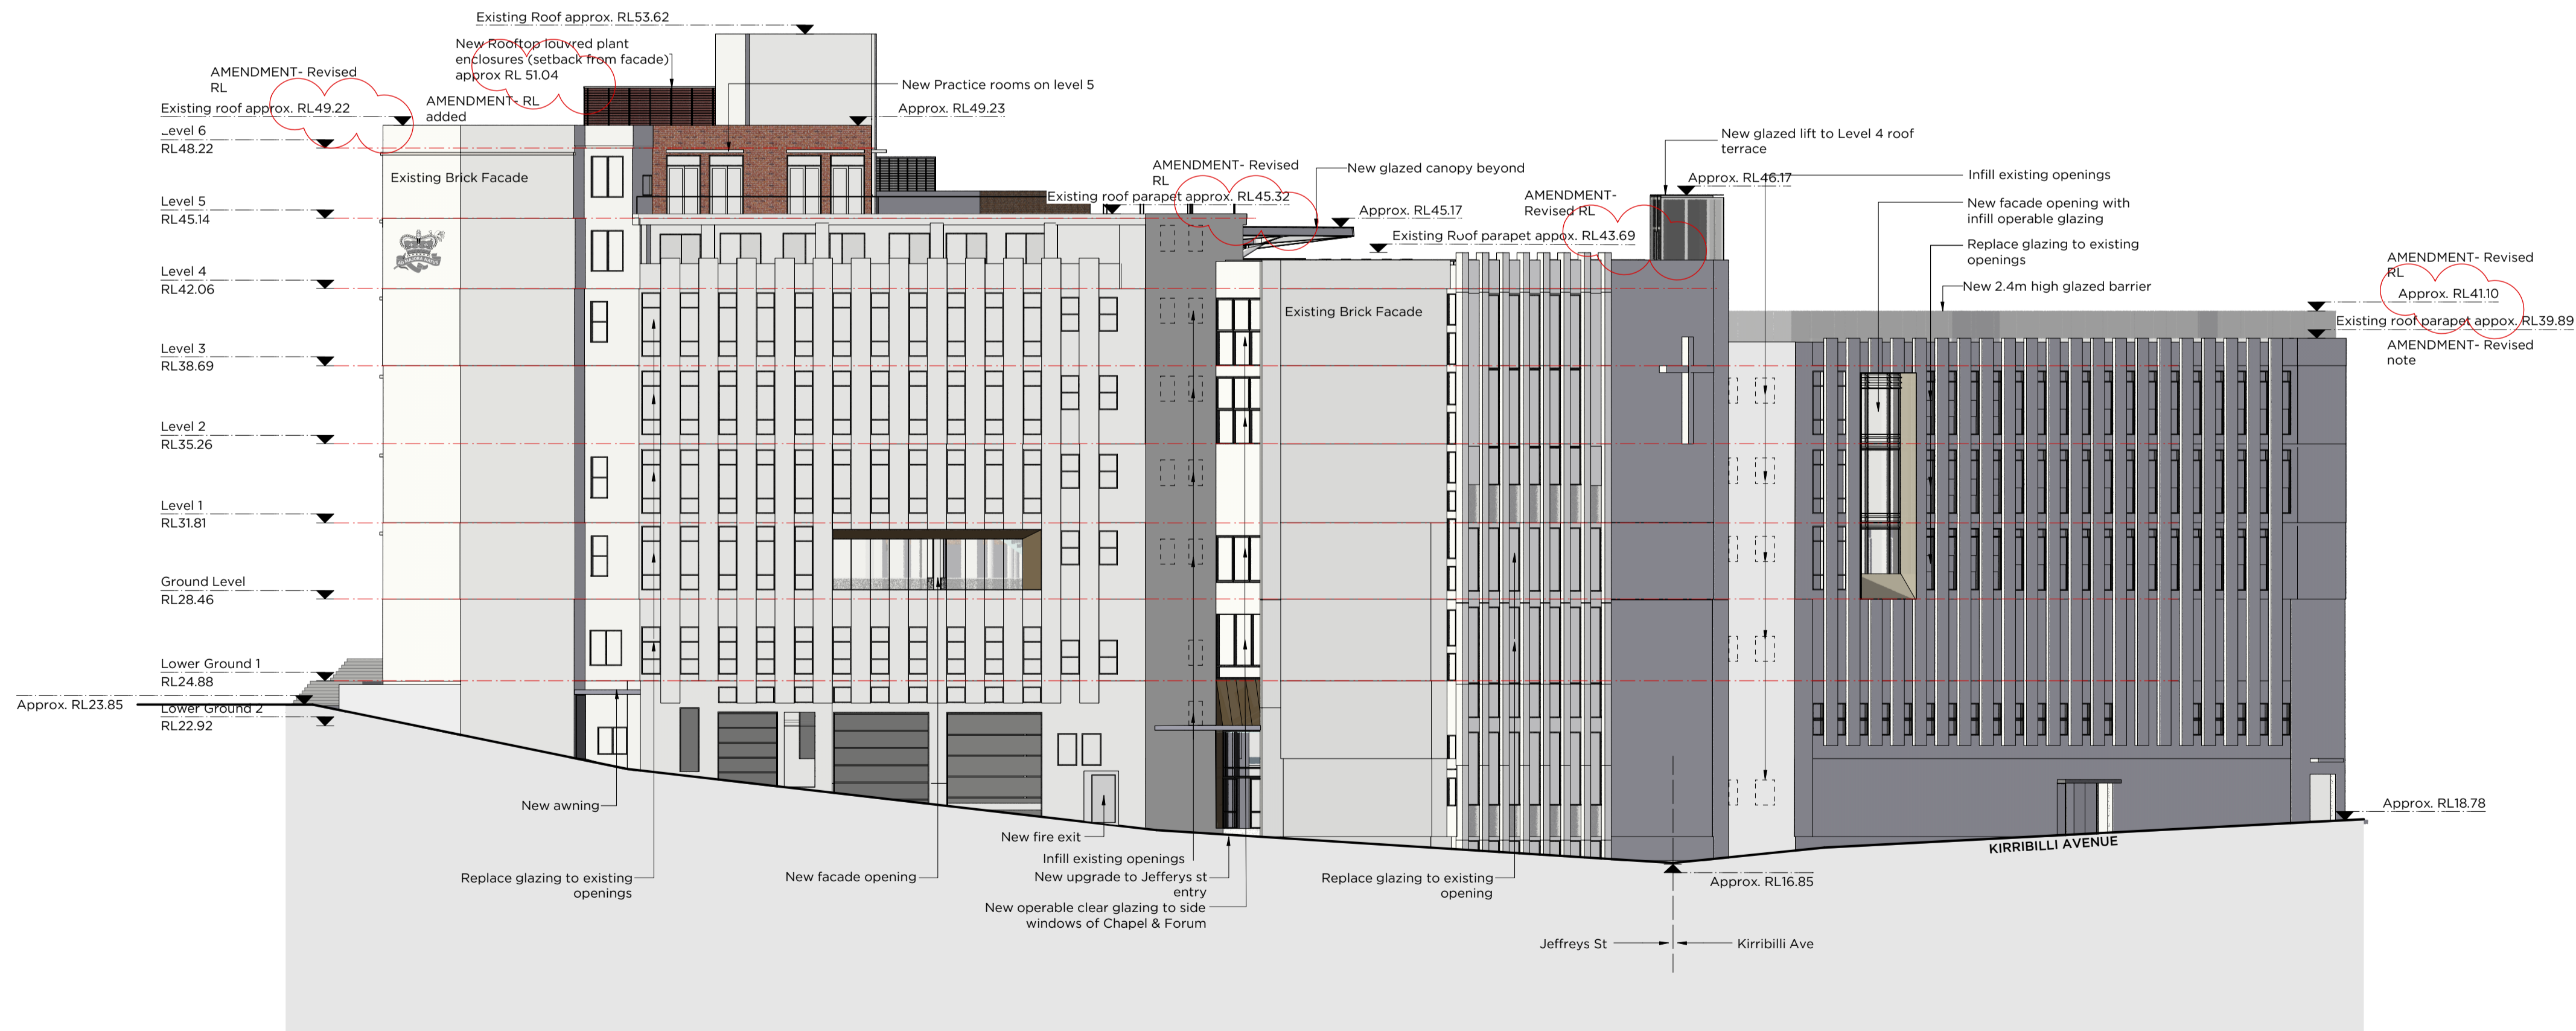 Existing Roof approx. RL53.62
New Rooftop louvred plant
enclosures (setback from facade)
approx RL 51.04
AMENDMENT- Revised
RL
Existing roof approx. RL49.22
AMENDMENT- RL
added
New Practice rooms on level 5
Approx. RL49.23
Level 6
RL48.22
Existing Brick Facade
Level 5
RL45.14
Level 4
RL42.06
Level 3
RL38.69
Level 2
RL35.26
Level 1
RL31.81
Ground Level
RL28.46
Lower Ground 1
RL24.88
Approx. RL23.85
Lower Ground 2
RL22.92
AMENDMENT- Revised
RL
Existing roof parapet approx. RL45.32
New glazed canopy beyond
Approx. RL45.17
Existing Roof parapet appox. RL43.69
AMENDMENT-
Revised RL
New glazed lift to Level 4 roof
terrace
Approx. RL46.17
Infill existing openings
New facade opening with
infill operable glazing
Replace glazing to existing
openings
New 2.4m high glazed barrier
AMENDMENT- Revised
RL
Approx. RL41.10
Existing roof parapet appox. RL39.89
AMENDMENT- Revised
note
Existing Brick Facade
New awning
Replace glazing to existing
openings
New facade opening
New fire exit
Infill existing openings
New upgrade to Jefferys st
entry
New operable clear glazing to side
windows of Chapel & Forum
Replace glazing to existing
opening
Approx. RL16.85
Approx. RL18.78
KIRRIBILLI AVENUE
Jeffreys St
Kirribilli Ave